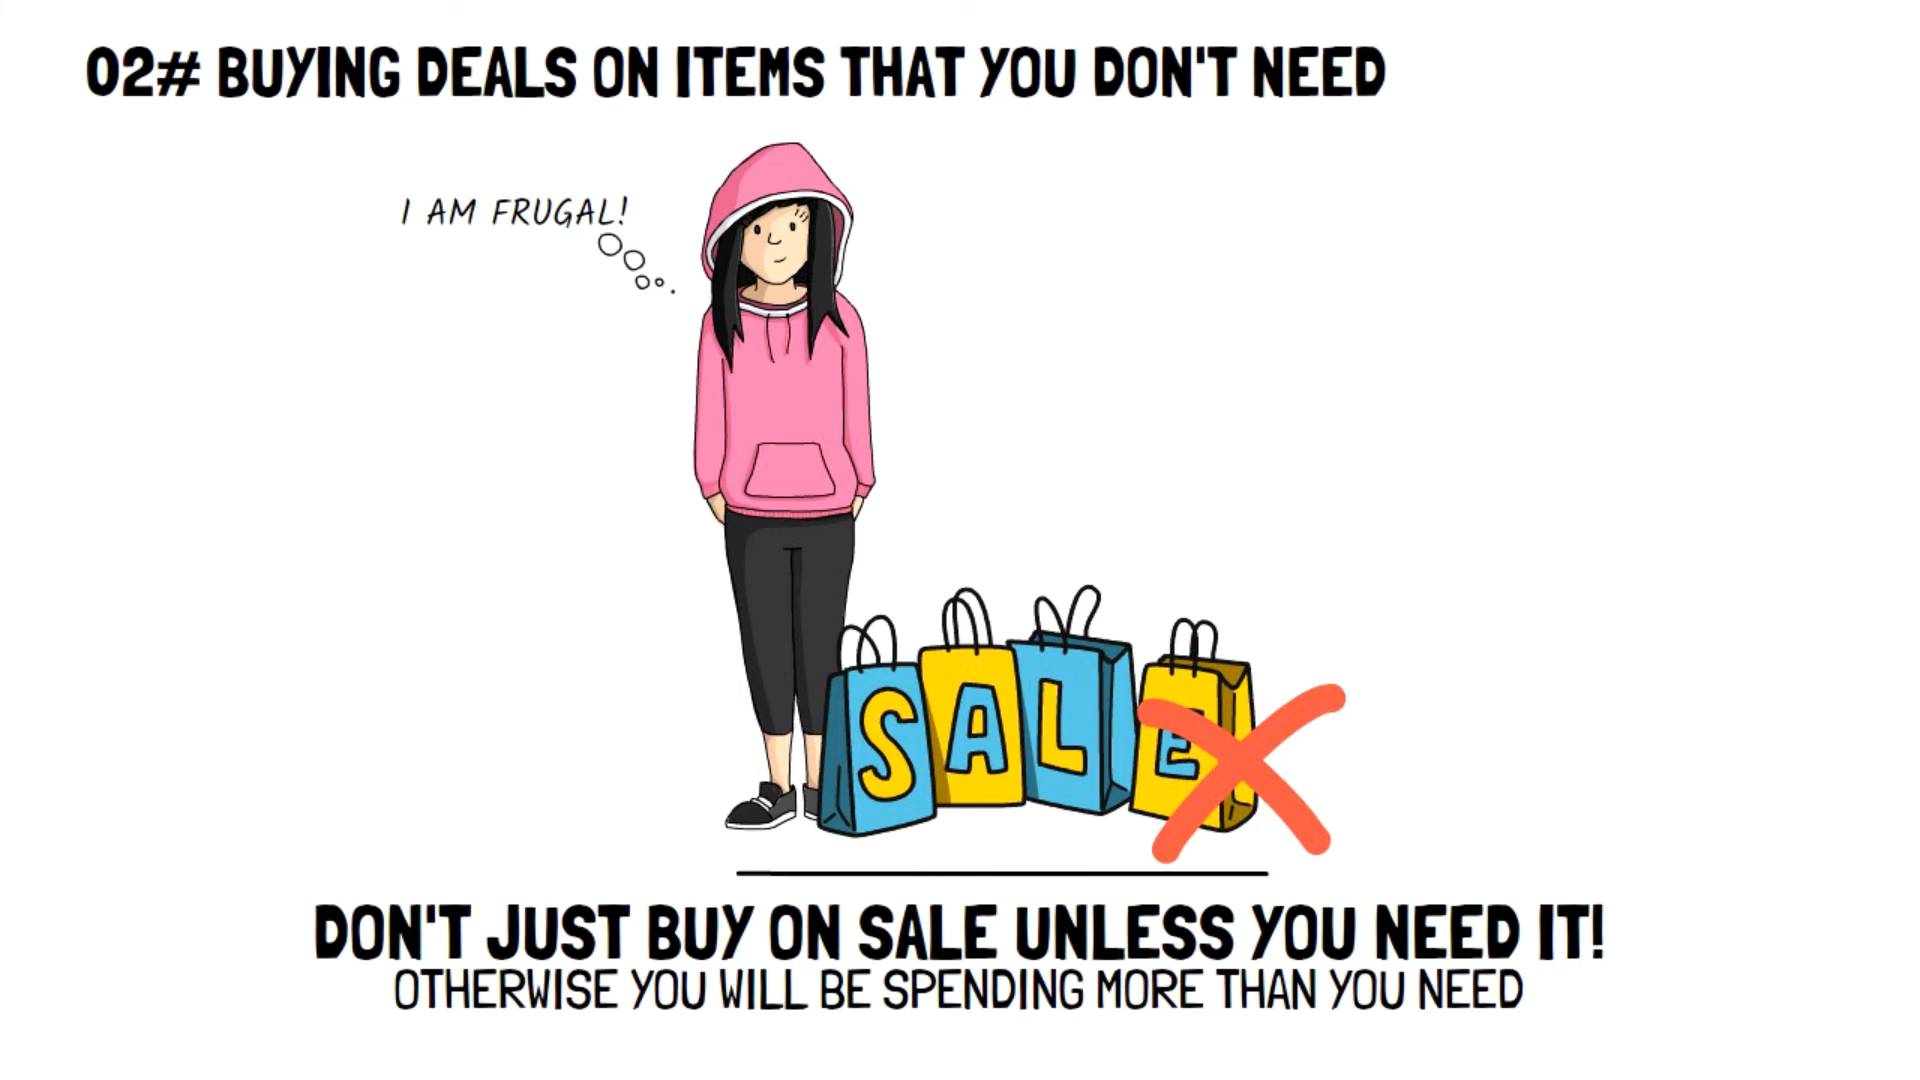 02# BUYING DEALS ON ITEMS THAT YOU DON'T NEED
I AM FRUGAL!
SALE
DON'T JUST BUY ON SALE UNLESS YOU NEED IT!
OTHERWISE YOU WILL BE SPENDING MORE THAN YOU NEED